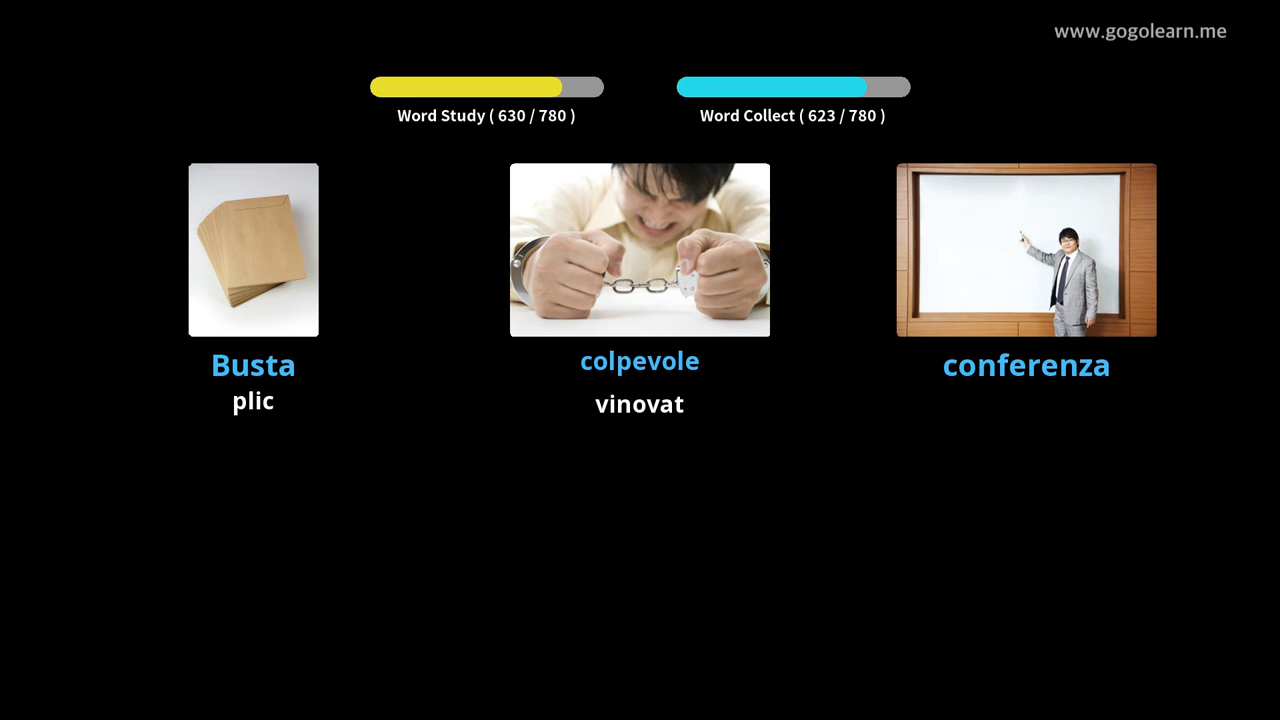 www.gogolearn.me
Word Study ( 630 / 780 )
Word Collect ( 623 / 780 )
Busta
plic
colpevole
vinovat
conferenza